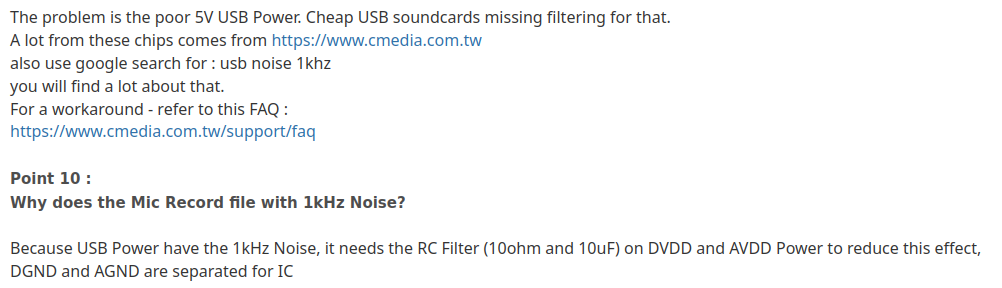 The problem is the poor 5V USB Power. Cheap USB soundcards missing filtering for that.
A lot from these chips comes from https://www.cmedia.com.tw
also use google search for : usb noise 1khz
you will find a lot about that.
For a workaround - refer to this FAQ :
https://www.cmedia.com.tw/support/faq
Point 10 :
Why does the Mic Record file with 1kHz Noise?
Because USB Power have the 1kHz Noise, it needs the RC Filter (10ohm and 10uF) on DVDD and AVDD Power to reduce this effect,
DGND and AGND are separated for IC